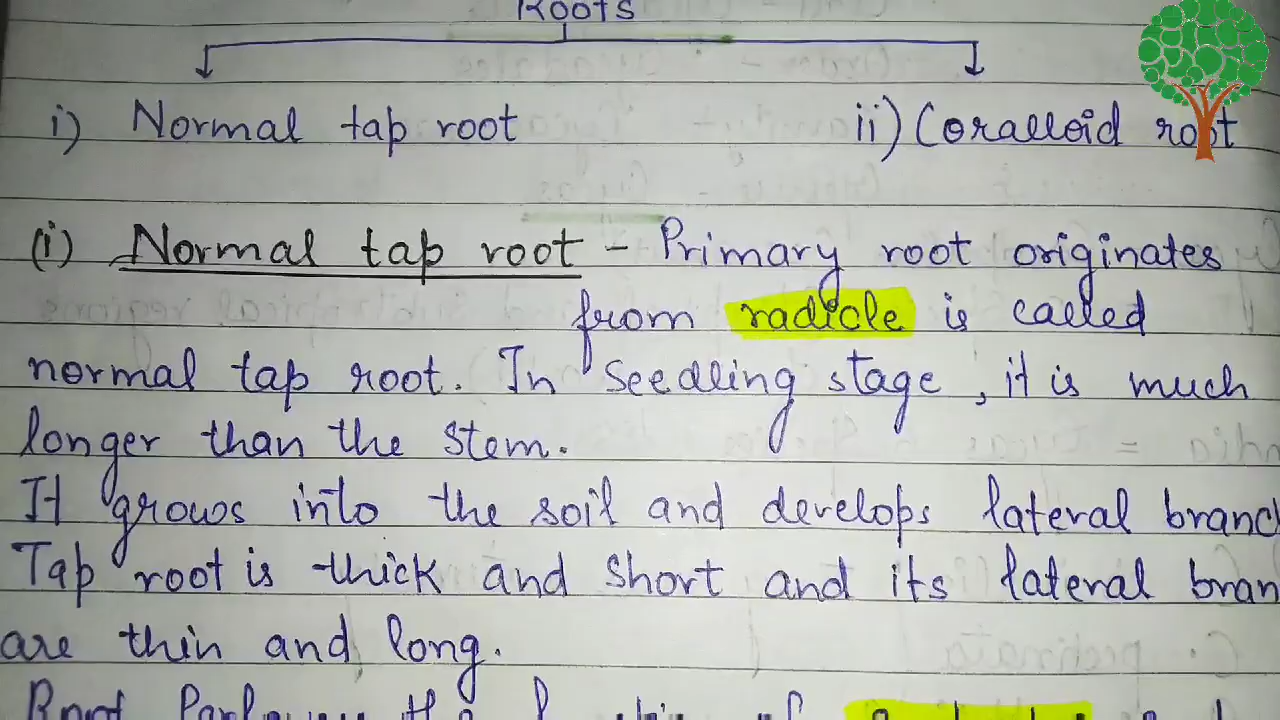 Roots
i) Normal tap root ii) Coralloid root
(i) Normal tap root - Primary root originates
from radicle is called
normal tap root. In seedling stage, it is much
longer than the stem.
It grows into the soil and develops lateral branc
Tap root is thick and short and its lateral bran
are thin and long.
Root of